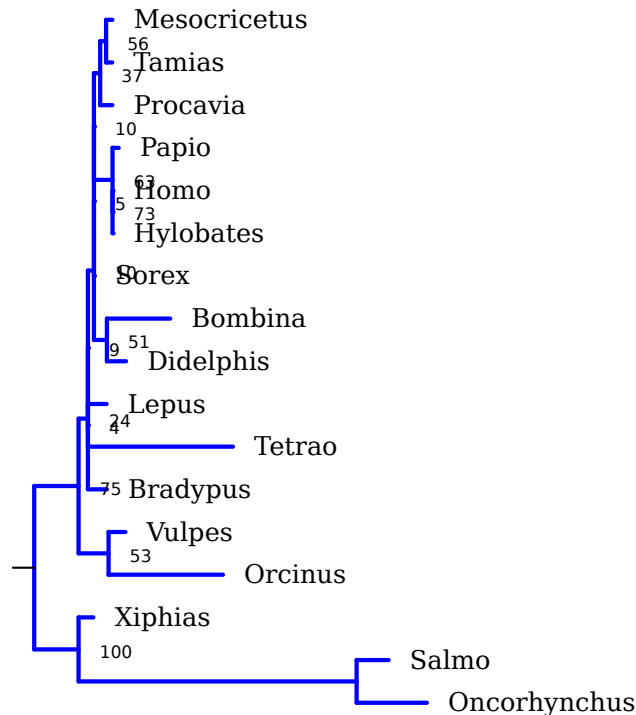 Mesocricetus
56
Tamias
37
Procavia
10
Papio
63
Homo
5
73
Hylobates
10
Sorex
Bombina
51
9
Didelphis
Lepus
24
4
Tetrao
75
Bradypus
Vulpes
53
Orcinus
Xiphias
100
Salmo
Oncorhynchus